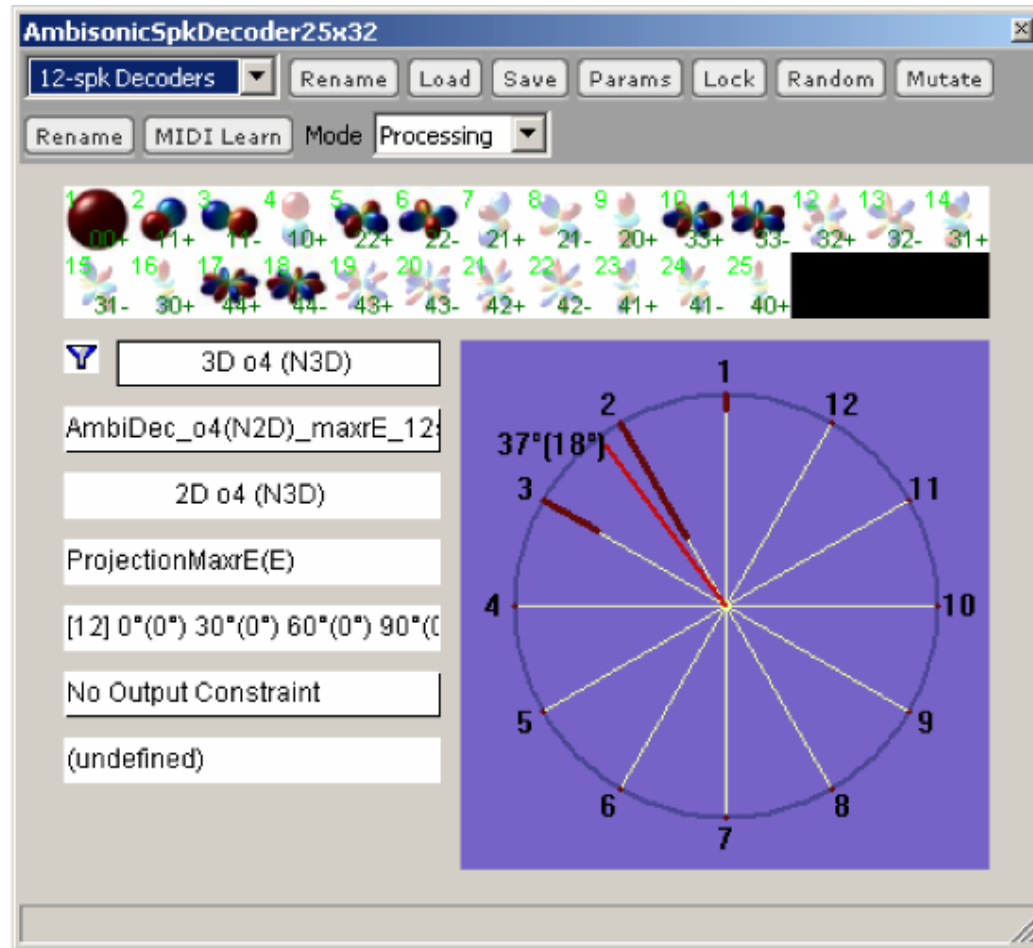 AmbisonicSpkDecoder25x32
12-spk Decoders Rename Load Save Params Lock Random Mutate
Rename MIDI Learn Mode Processing
1 2 3 4 5 6 7 8 9 10 11 12 13 14
00+ 11+ 11- 10+ 22+ 22- 21+ 21- 20+ 33+ 33- 32+ 32- 31+
15 16 17 18 19 20 21 22 23 24 25
31- 30+ 44+ 44- 43+ 43- 42+ 42- 41+ 41- 40+
3D o4 (N3D)
AmbiDec_o4(N2D)_maxrE_12
2D o4 (N3D)
ProjectionMaxrE(E)
[12] 0°(0°) 30°(0°) 60°(0°) 90°(0
No Output Constraint
(undefined)
1
2
12
37°(18°)
3
11
4
10
5
9
6
8
7